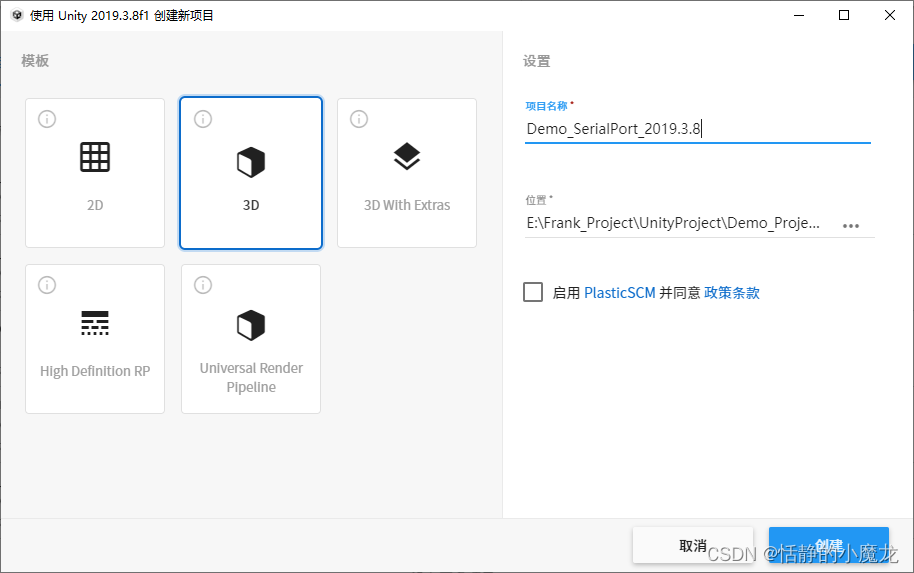 使用 Unity 2019.3.8f1 创建新项目
模板
设置
2D
3D
3D With Extras
High Definition RP
Universal Render
Pipeline
项目名称 *
Demo_SerialPort_2019.3.8
位置 *
E:\Frank_Project\UnityProject\Demo_Proje...
启用 PlasticSCM 并同意 政策条款
取消
创建
CSDN @恬静的小魔龙